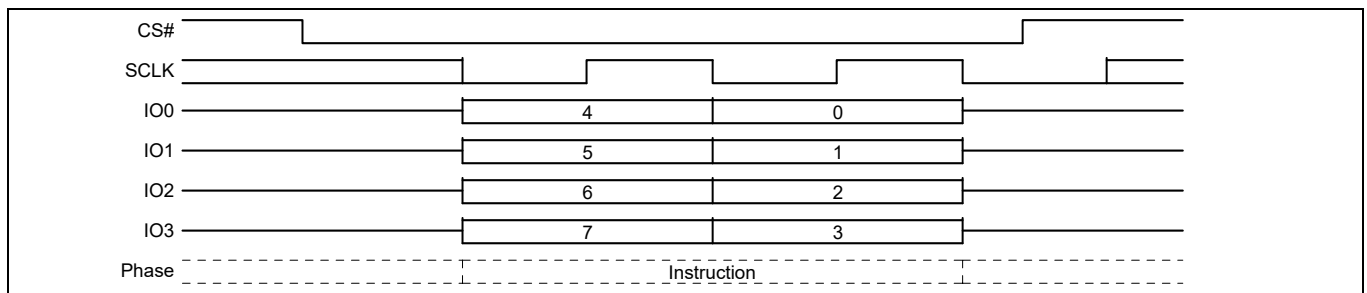 CS#
SCLK
IO0 4 0
IO1 5 1
IO2 6 2
IO3 7 3
Phase Instruction